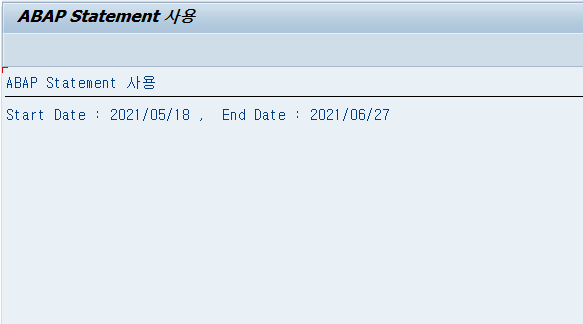 ABAP Statement 사용
ABAP Statement 사용
Start Date : 2021/05/18 ,  End Date : 2021/06/27